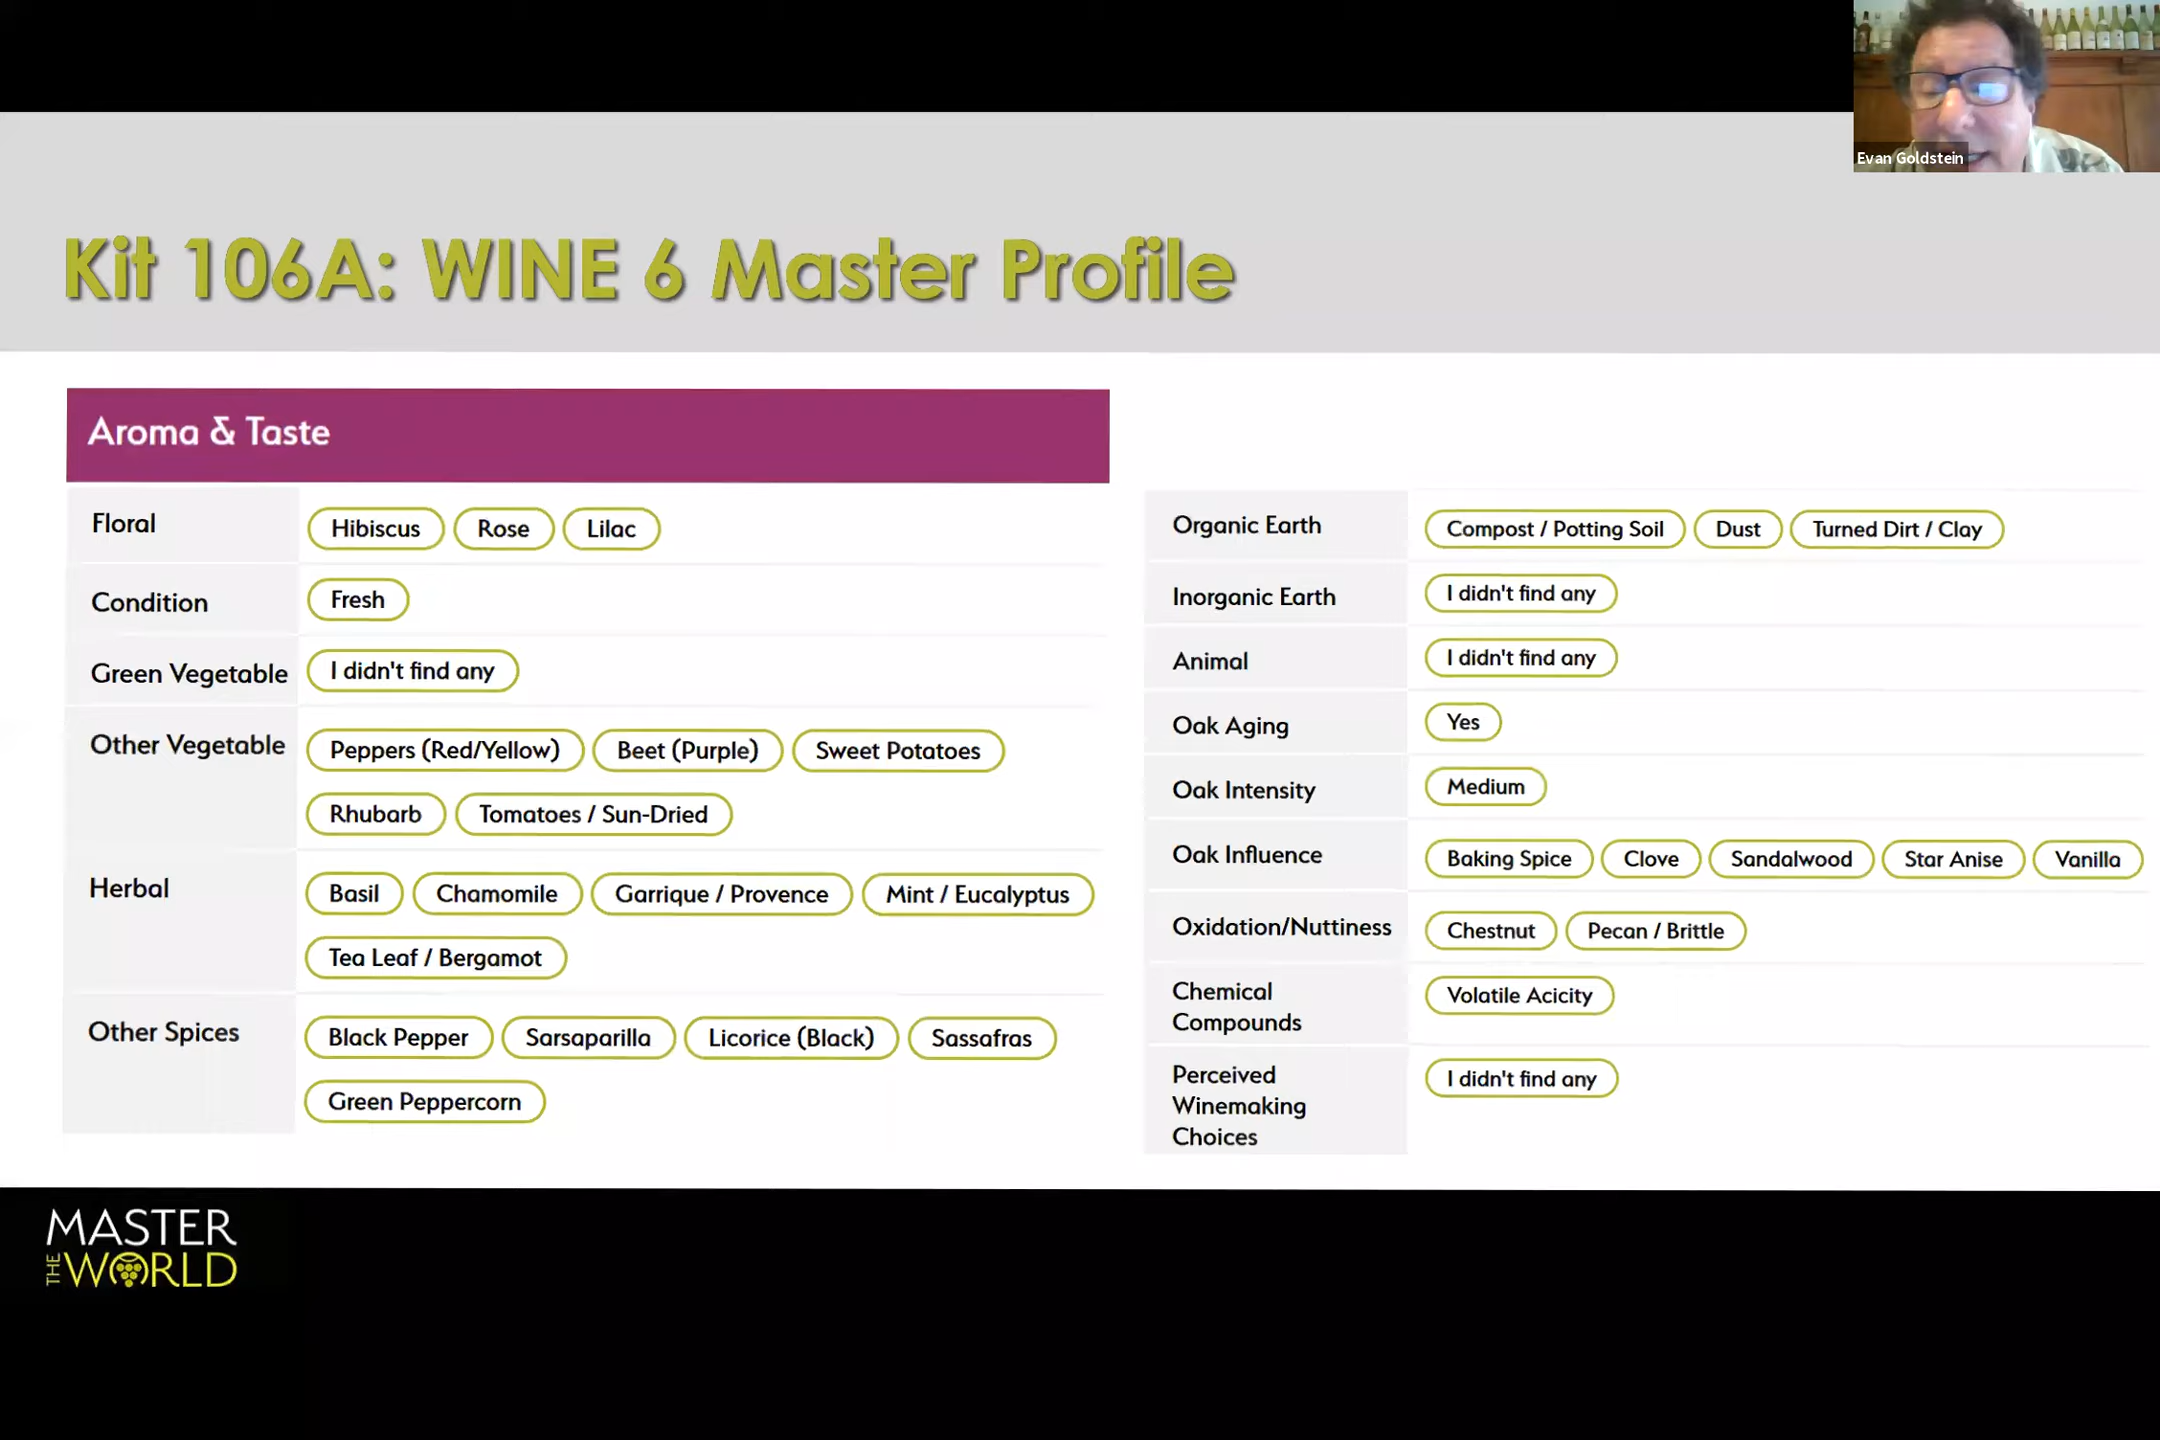 Evan Goldstein
Kit 106A: WINE 6 Master Profile
Aroma & Taste
Floral
Hibiscus Rose Lilac
Condition
Fresh
Green Vegetable
I didn't find any
Other Vegetable
Peppers (Red/Yellow) Beet (Purple) Sweet Potatoes
Rhubarb Tomatoes / Sun-Dried
Herbal
Basil Chamomile Garrique / Provence Mint / Eucalyptus
Tea Leaf / Bergamot
Other Spices
Black Pepper Sarsaparilla Licorice (Black) Sassafras
Green Peppercorn
Organic Earth
Compost / Potting Soil Dust Turned Dirt / Clay
Inorganic Earth
I didn't find any
Animal
I didn't find any
Oak Aging
Yes
Oak Intensity
Medium
Oak Influence
Baking Spice Clove Sandalwood Star Anise Vanilla
Oxidation/Nuttiness
Chestnut Pecan / Brittle
Chemical
Compounds
Volatile Acicity
Perceived
Winemaking
Choices
I didn't find any
MASTER
THE WORLD